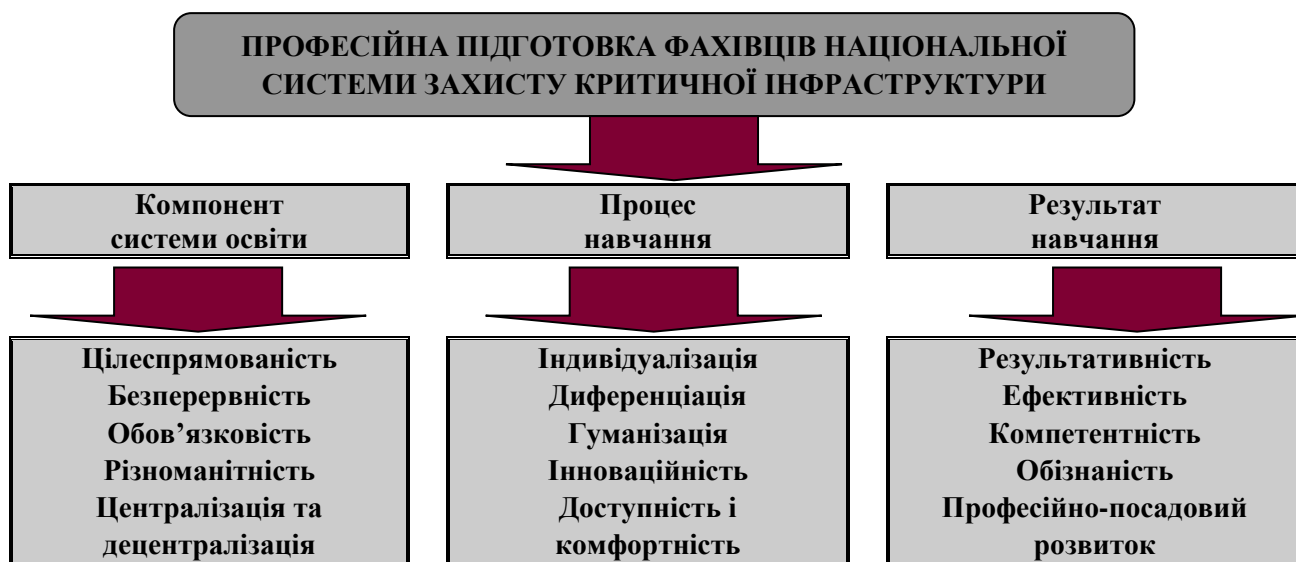 ПРОФЕСІЙНА ПІДГОТОВКА ФАХІВЦІВ НАЦІОНАЛЬНОЇ
СИСТЕМИ ЗАХИСТУ КРИТИЧНОЇ ІНФРАСТРУКТУРИ
Компонент
системи освіти
Процес
навчання
Результат
навчання
Цілеспрямованість
Безперервність
Обов’язковість
Різноманітність
Централізація та
децентралізація
Індивідуалізація
Диференціація
Гуманізація
Інноваційність
Доступність і
комфортність
Результативність
Ефективність
Компетентність
Обізнаність
Професійно-посадовий
розвиток